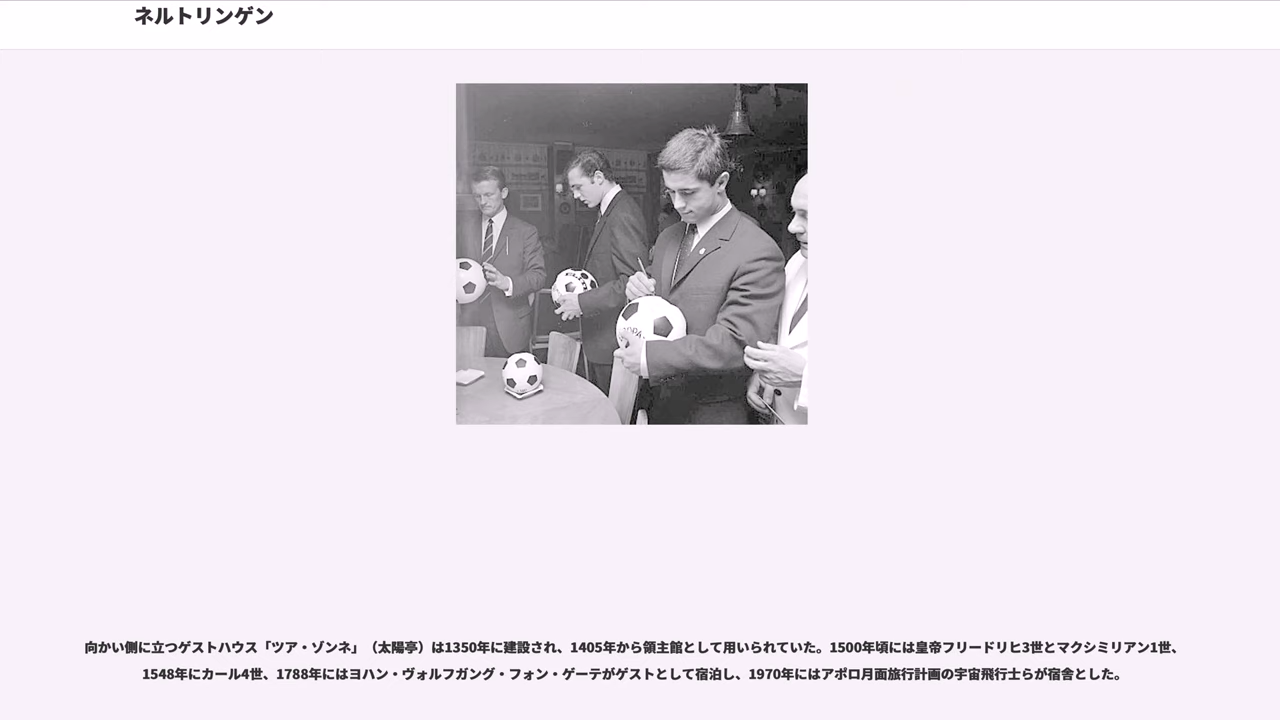 ネルトリンゲン
向かい側に立つゲストハウス「ツア・ゾンネ」（太陽亭）は1350年に建設され、1405年から領主館として用いられていた。1500年頃には皇帝フリードリヒ3世とマクシミリアン1世、
1548年にカール4世、1788年にはヨハン・ヴォルフガング・フォン・ゲーテがゲストとして宿泊し、1970年にはアポロ月面旅行計画の宇宙飛行士らが宿舎とした。